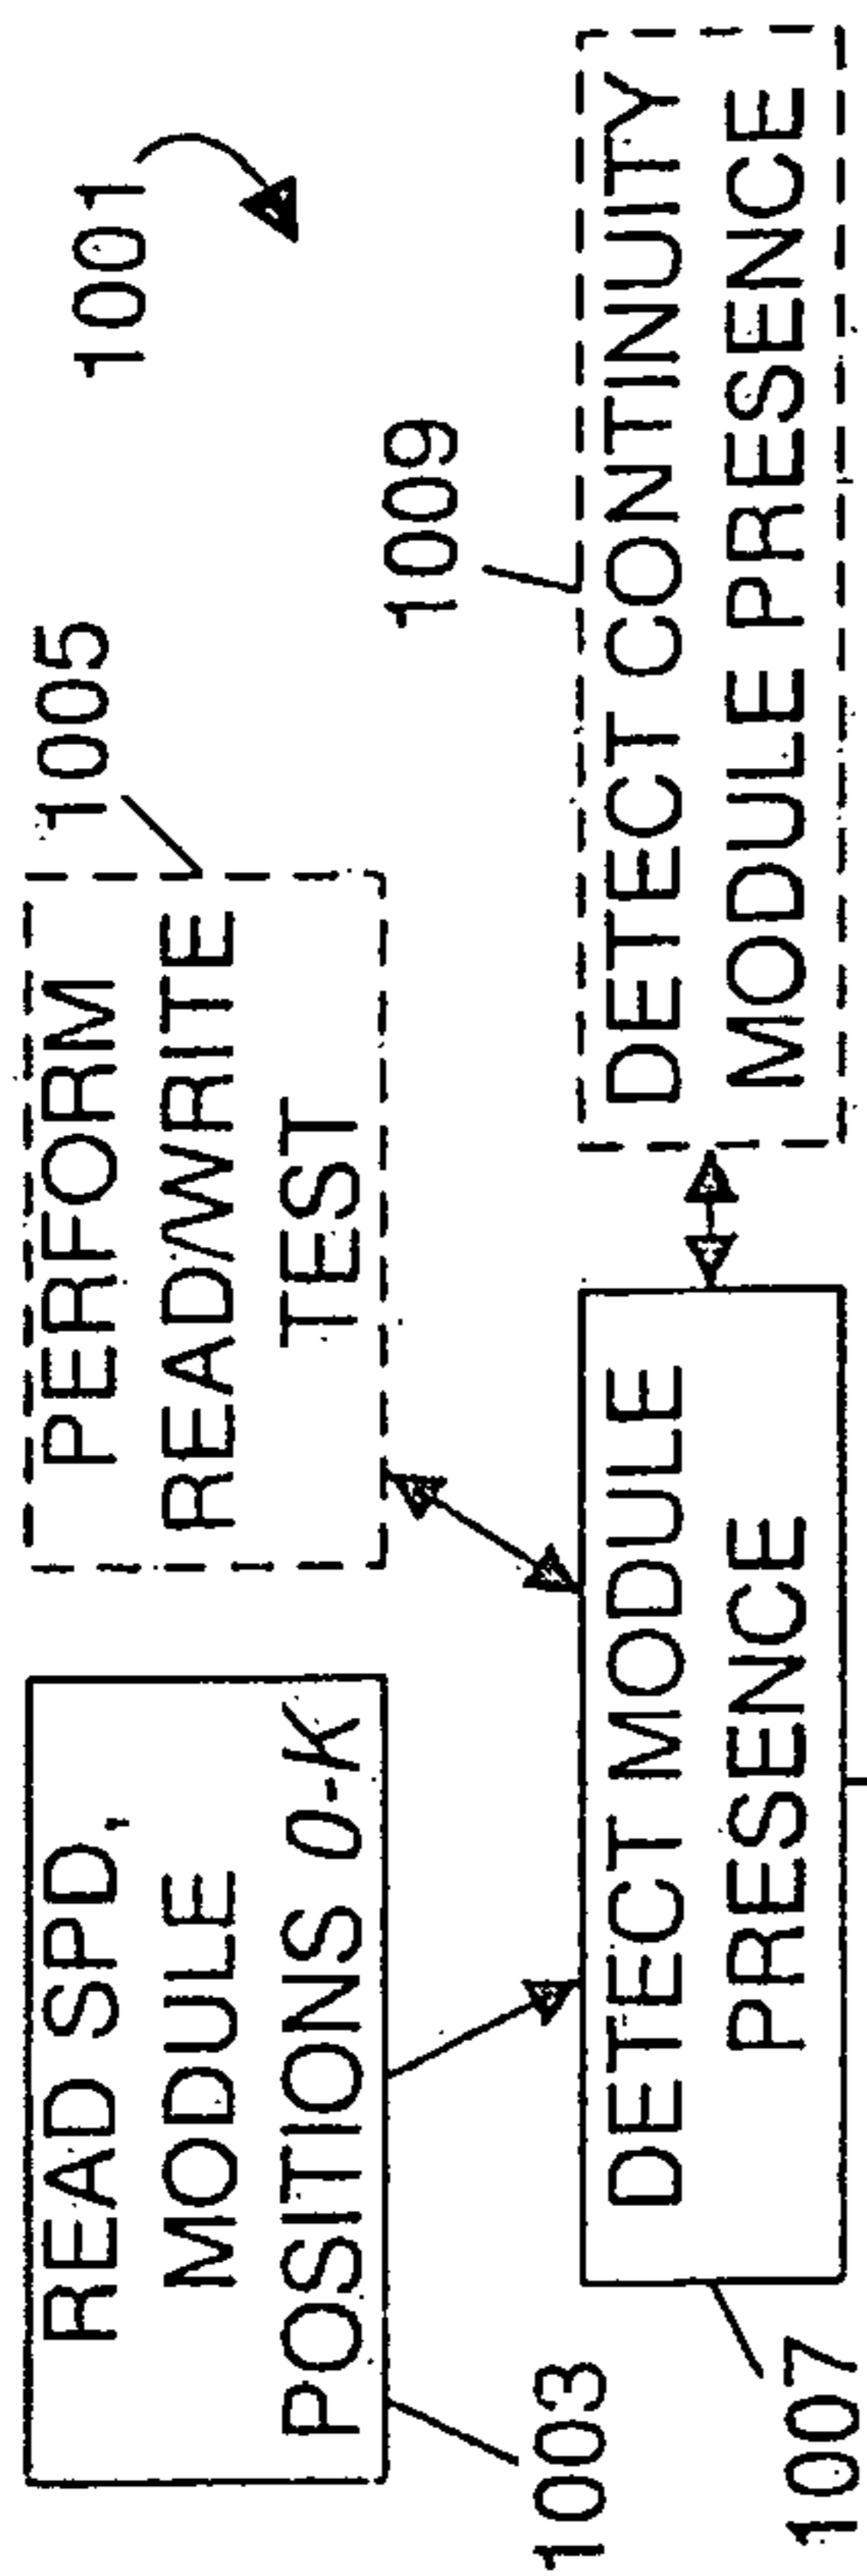 1001
1005
PERFORM
READ/WRITE
TEST
READ SPD,
MODULE
POSITIONS 0-K
1003
1009
DETECT CONTINUITY
MODULE PRESENCE
DETECT MODULE
PRESENCE
1007